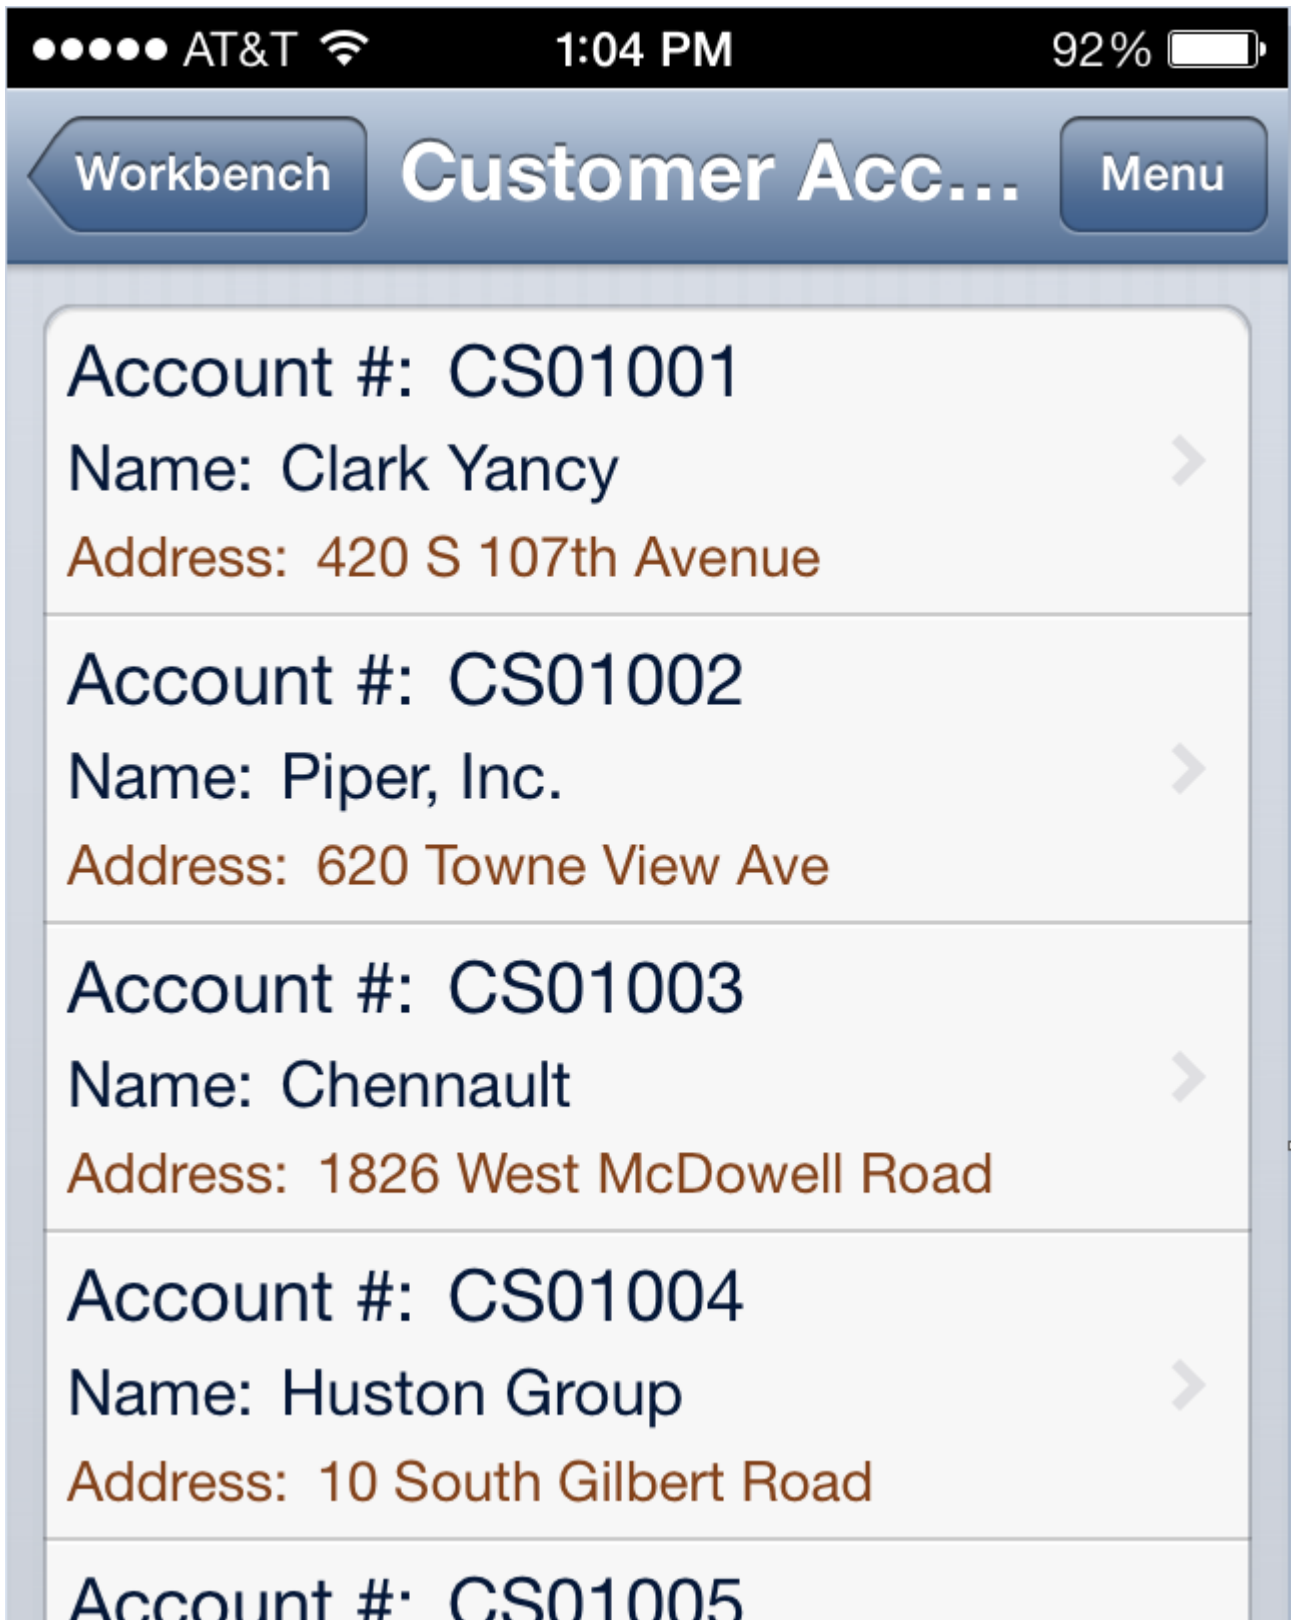 AT&T 1:04 PM 92%
Workbench Customer Acc... Menu
Account #: CS01001
Name: Clark Yancy
Address: 420 S 107th Avenue
Account #: CS01002
Name: Piper, Inc.
Address: 620 Towne View Ave
Account #: CS01003
Name: Chennault
Address: 1826 West McDowell Road
Account #: CS01004
Name: Huston Group
Address: 10 South Gilbert Road
Account #: CS01005